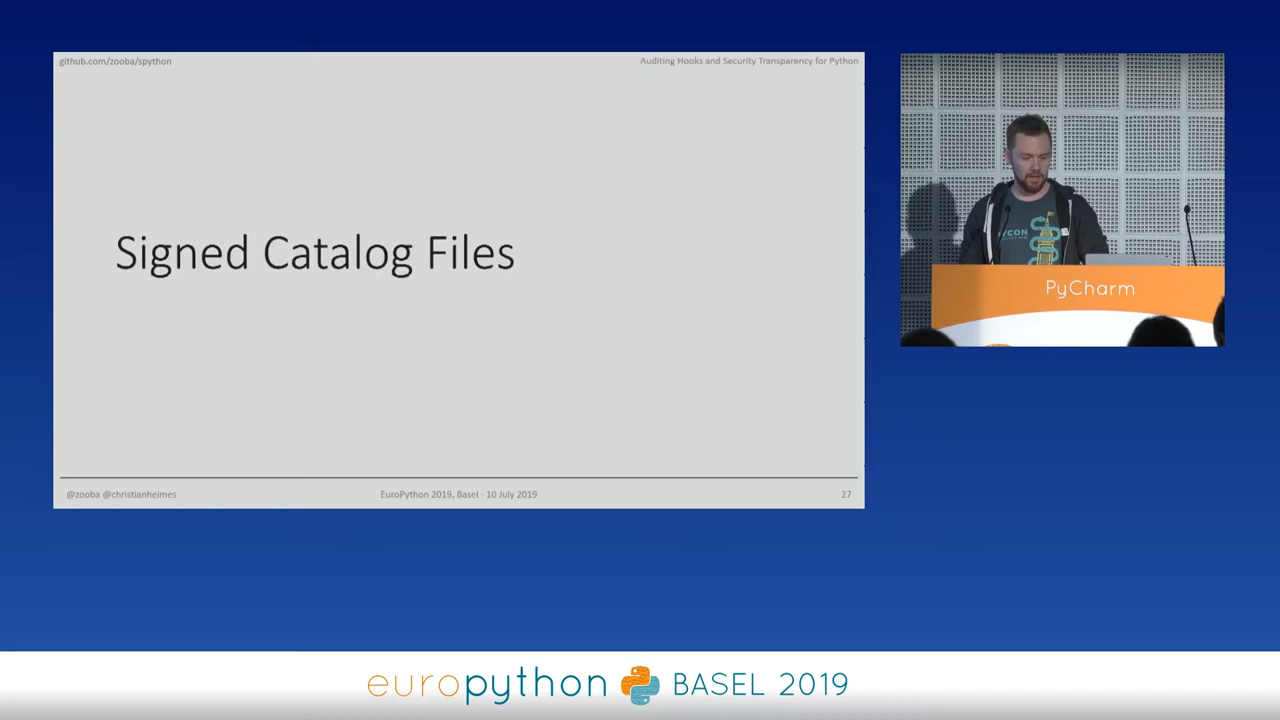 github.com/zooba/spython
Auditing Hooks and Security Transparency for Python
Signed Catalog Files
@zooba @christianheimes
EuroPython 2019, Basel - 10 July 2019
27
PyCharm
europython BASEL 2019